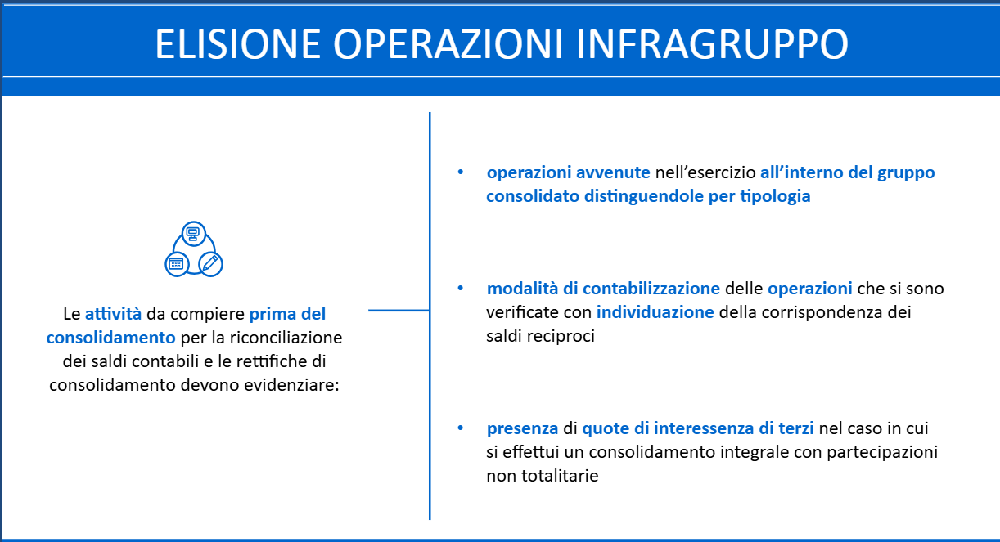 ELISIONE OPERAZIONI INFRAGRUPPO
Le attività da compiere prima del
consolidamento per la riconciliazione
dei saldi contabili e le rettifiche di
consolidamento devono evidenziare:
• operazioni avvenute nell’esercizio all’interno del gruppo
consolidato distinguendole per tipologia
• modalità di contabilizzazione delle operazioni che si sono
verificate con individuazione della corrispondenza dei
saldi reciproci
• presenza di quote di interessenza di terzi nel caso in cui
si effettui un consolidamento integrale con partecipazioni
non totalitarie